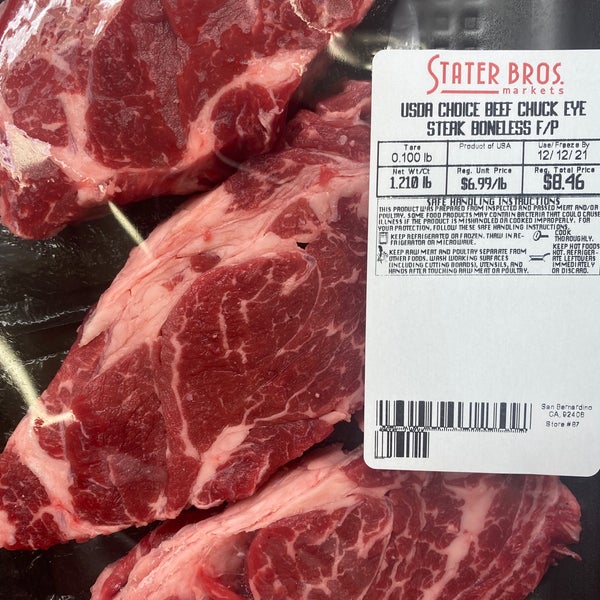 STATER BROS.
markets
USDA CHOICE BEEF CHUCK EYE
STEAK BONELESS F/P
Tare
0.100 lb
Product of USA
Use/Freeze By
12/12/21
Net Wt/Ct
1.210 lb
Reg. Unit Price
$6.99/lb
Reg. Total Price
$8.46
SAFE HANDLING INSTRUCTIONS
THIS PRODUCT WAS PREPARED FROM INSPECTED AND PASSED MEAT AND/OR
POULTRY. SOME FOOD PRODUCTS MAY CONTAIN BACTERIA THAT COULD CAUSE
ILLNESS IF THE PRODUCT IS MISHANDLED OR COOKED IMPROPERLY. FOR
YOUR PROTECTION, FOLLOW THESE SAFE HANDLING INSTRUCTIONS.
KEEP REFRIGERATED OR FROZEN. THAW IN RE-
FRIGERATOR OR MICROWAVE.
KEEP RAW MEAT AND POULTRY SEPARATE FROM
OTHER FOODS. WASH WORKING SURFACES
(INCLUDING CUTTING BOARDS), UTENSILS, AND
HANDS AFTER TOUCHING RAW MEAT OR POULTRY.
COOK
THOROUGHLY.
KEEP HOT FOODS
HOT. REFRIGER-
ATE LEFTOVERS
IMMEDIATELY
OR DISCARD.
San Bernardino
CA, 92408
Store #87